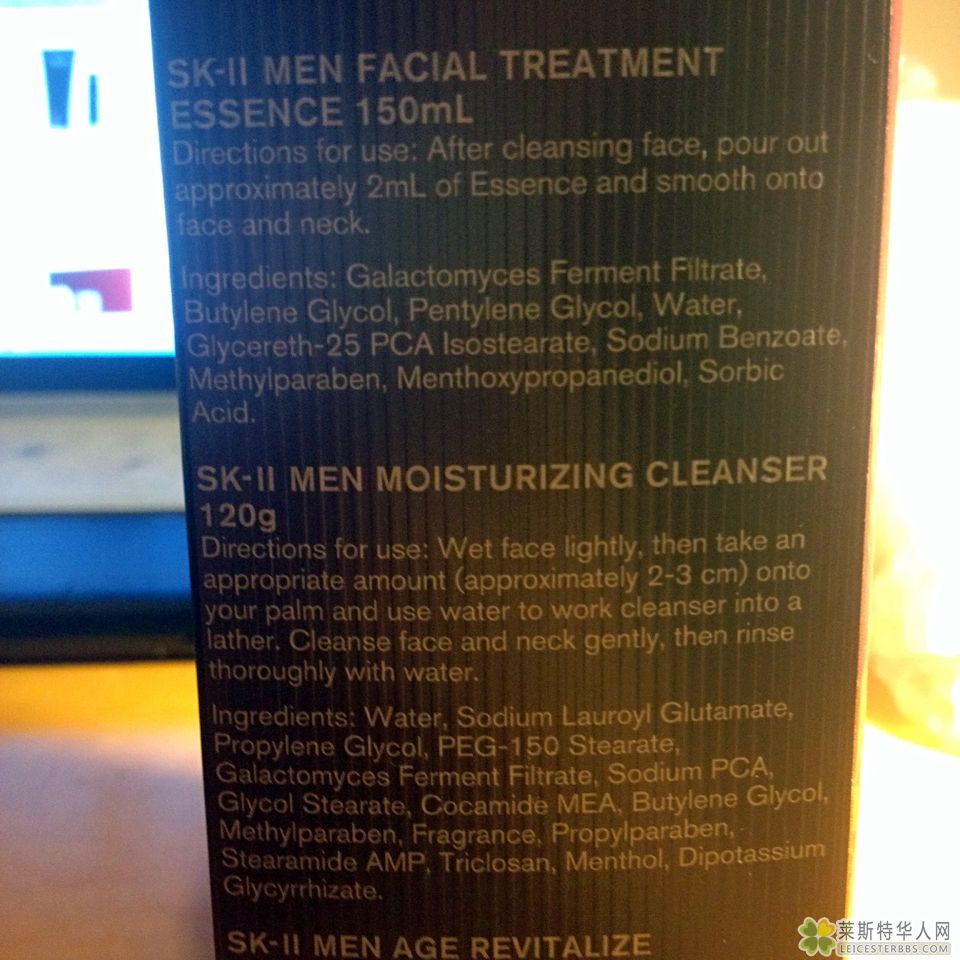 SK-II MEN FACIAL TREATMENT
ESSENCE 150mL
Directions for use: After cleansing face, pour out
approximately 2mL of Essence and smooth onto
face and neck.
Ingredients: Galactomyces Ferment Filtrate,
Butylene Glycol, Pentylene Glycol, Water,
Glycereth-25 PCA Isostearate, Sodium Benzoate,
Methylparaben, Menthoxypropanediol, Sorbic
Acid.
SK-II MEN MOISTURIZING CLEANSER
120g
Directions for use: Wet face lightly, then take an
appropriate amount (approximately 2-3 cm) onto
your palm and use water to work cleanser into a
lather. Cleanse face and neck gently, then rinse
thoroughly with water.
Ingredients: Water, Sodium Lauroyl Glutamate,
Propylene Glycol, PEG-150 Stearate,
Galactomyces Ferment Filtrate, Sodium PCA,
Glycol Stearate, Cocamide MEA, Butylene Glycol,
Methylparaben, Fragrance, Propylparaben,
Stearamide AMP, Triclosan, Menthol, Dipotassium
Glycyrrhizate.
SK-II MEN AGE REVITALIZE
莱斯特华人网
LEICESTERBBS.COM